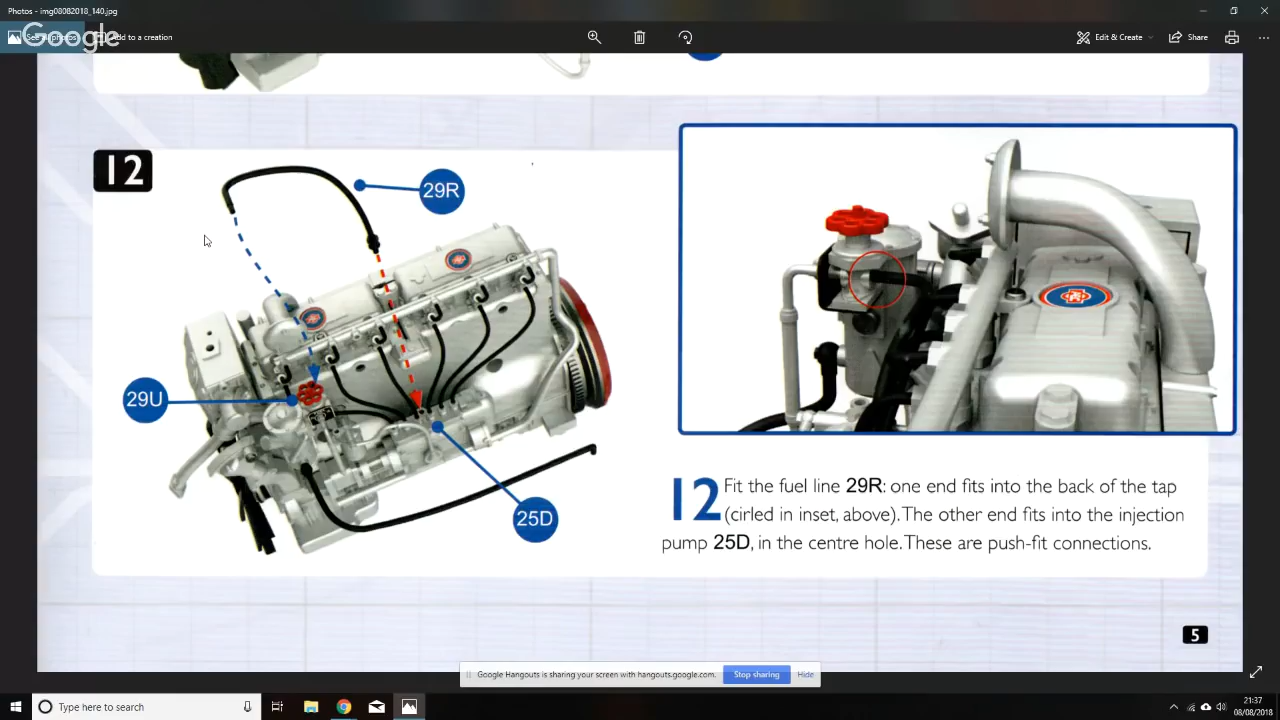 Photos - img08082018_140.jpg
Google
See all photos
Add to a creation
Edit & Create
Share
12
29R
29U
25D
12 Fit the fuel line 29R: one end fits into the back of the tap
(cirled in inset, above). The other end fits into the injection
pump 25D, in the centre hole. These are push-fit connections.
5
Google Hangouts is sharing your screen with hangouts.google.com.
Stop sharing
Hide
Type here to search
21:37
08/08/2018